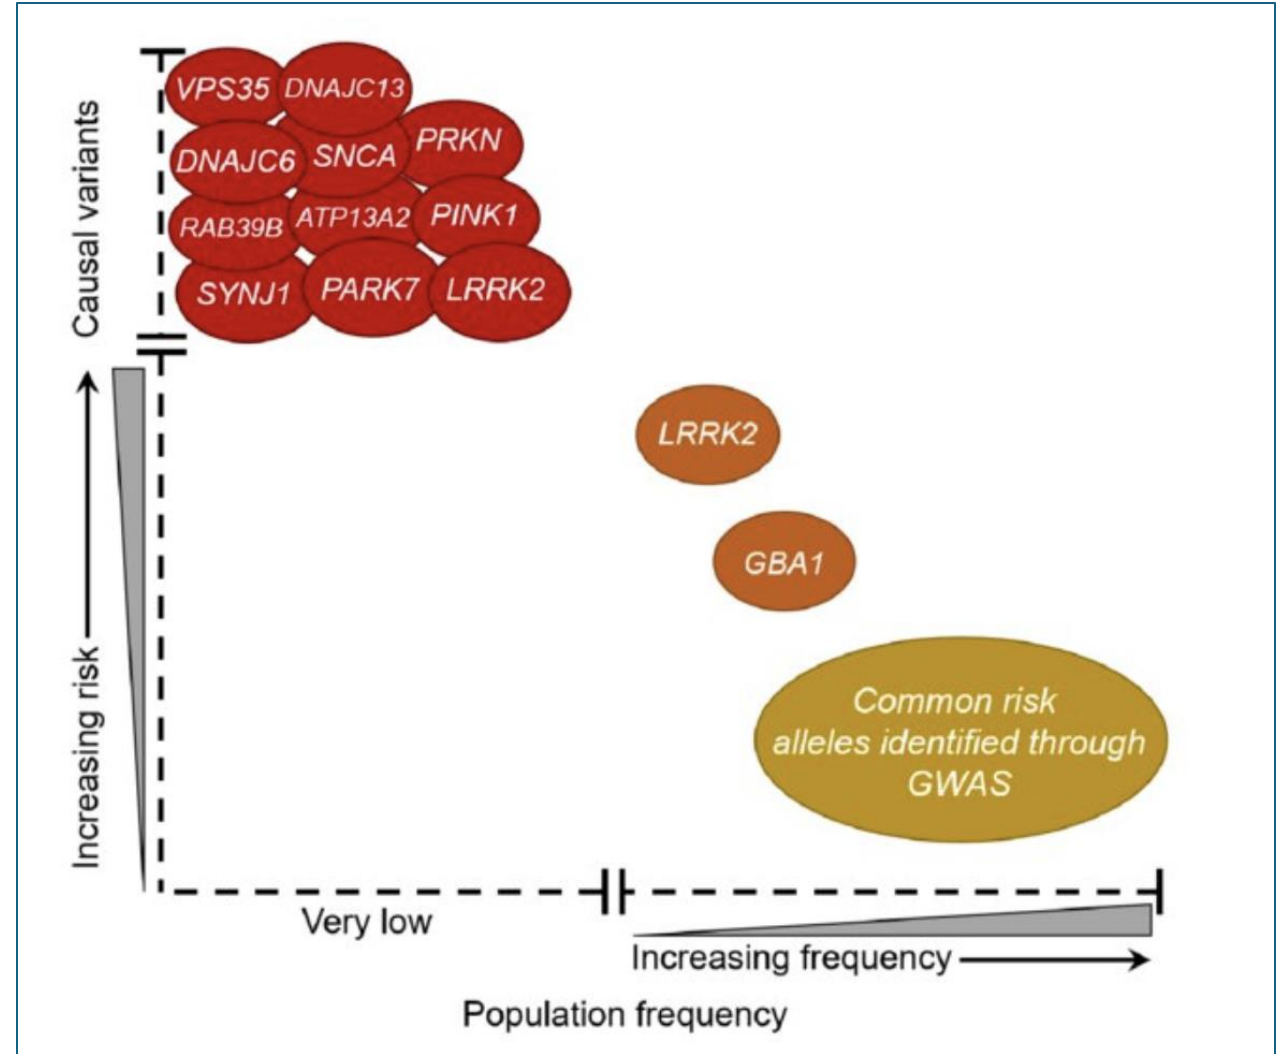 Causal variants
VPS35
DNAJC13
DNAJC6
SNCA
PRKN
RAB39B
ATP13A2
PINK1
SYNJ1
PARK7
LRRK2
Increasing risk
LRRK2
GBA1
Common risk
alleles identified through
GWAS
Very low
Increasing frequency
Population frequency